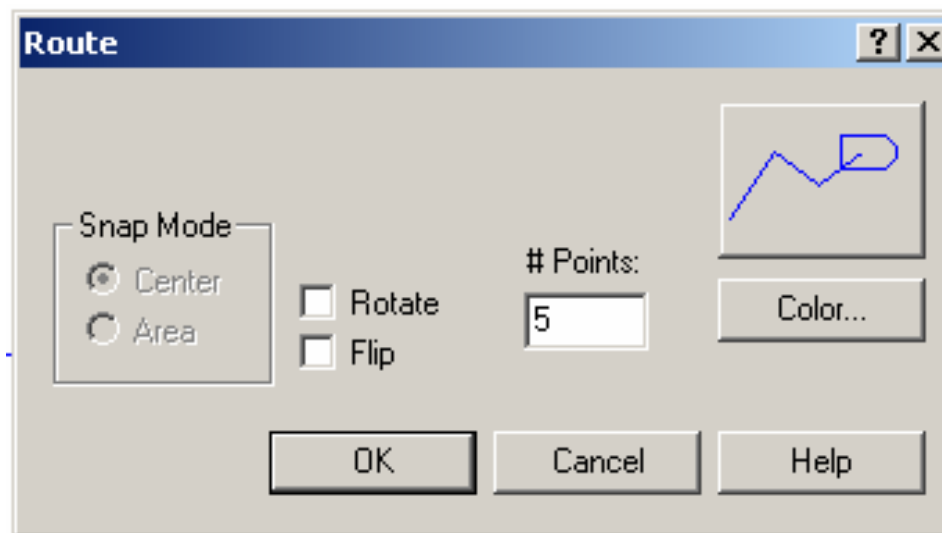 Route
Snap Mode
Center
Area
Rotate
Flip
# Points:
5
Color...
OK
Cancel
Help